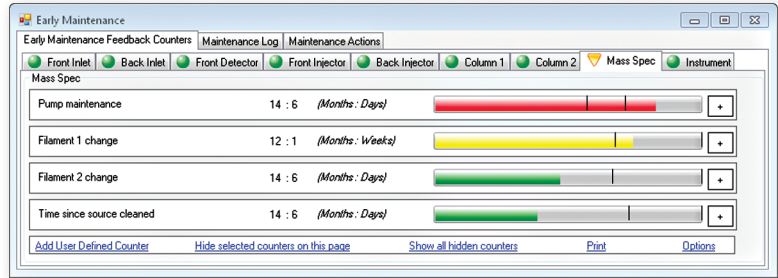 Early Maintenance
Early Maintenance Feedback Counters Maintenance Log Maintenance Actions
Front Inlet Back Inlet Front Detector Front Injector Back Injector Column 1 Column 2 Mass Spec Instrument
Mass Spec
Pump maintenance 14 : 6 (Months : Days) +
Filament 1 change 12 : 1 (Months : Weeks) +
Filament 2 change 14 : 6 (Months : Days) +
Time since source cleaned 14 : 6 (Months : Days) +
Add User Defined Counter Hide selected counters on this page Show all hidden counters Print Options